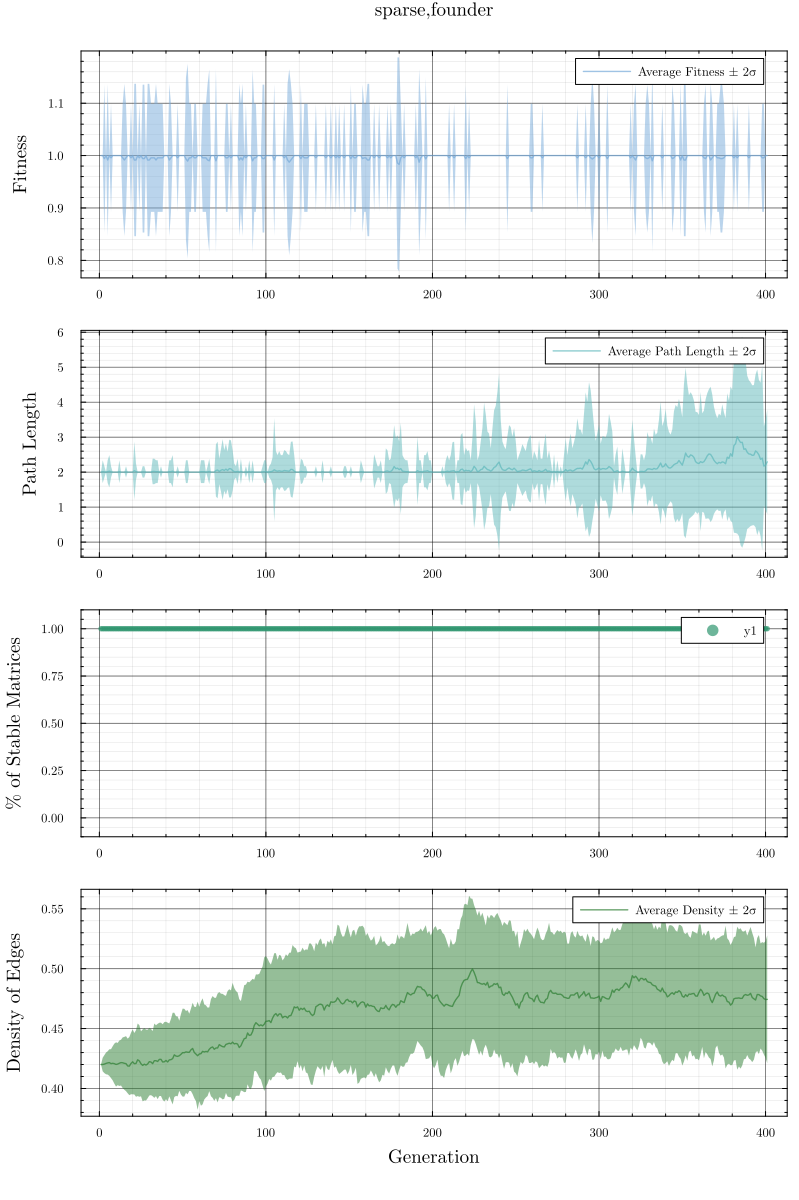 sparse,founder
Fitness
1.1
1.0
0.9
0.8
Average Fitness ± 2σ
0 100 200 300 400
Path Length
6
5
4
3
2
1
0
Average Path Length ± 2σ
0 100 200 300 400
% of Stable Matrices
1.00
0.75
0.50
0.25
0.00
y1
0 100 200 300 400
Density of Edges
0.55
0.50
0.45
0.40
Average Density ± 2σ
0 100 200 300 400
Generation